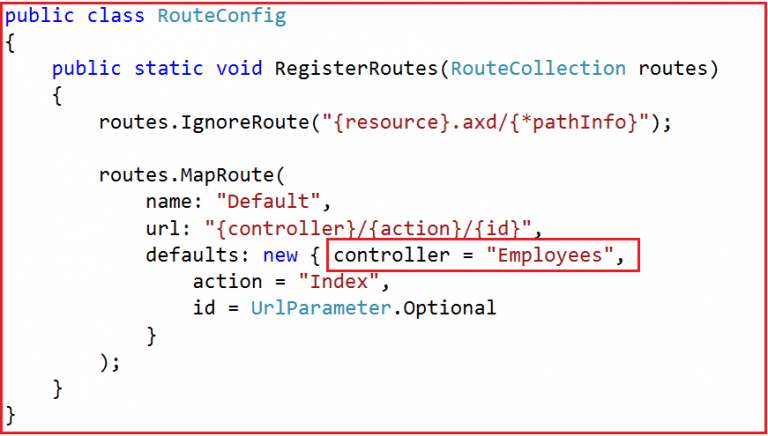 public class RouteConfig
{
    public static void RegisterRoutes(RouteCollection routes)
    {
        routes.IgnoreRoute("{resource}.axd/{*pathInfo}");

        routes.MapRoute(
            name: "Default",
            url: "{controller}/{action}/{id}",
            defaults: new { controller = "Employees",
                action = "Index",
                id = UrlParameter.Optional
            }
        );
    }
}